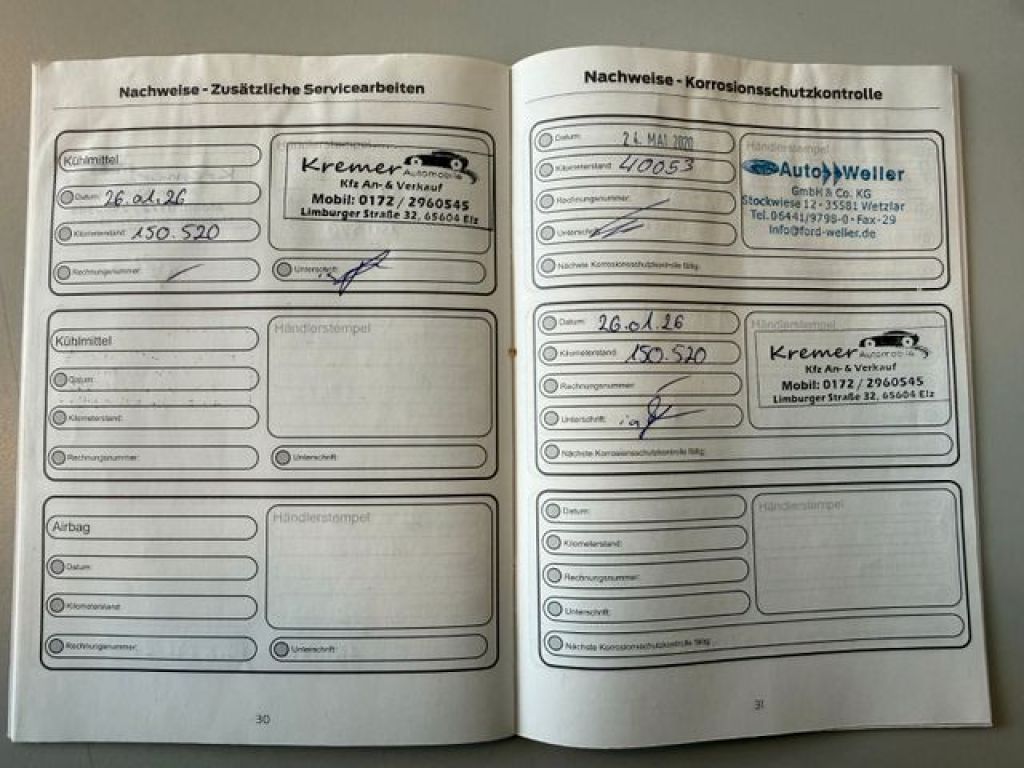 Nachweise - Zusätzliche Servicearbeiten
Kühlmittel
Datum: 26.01.26
Kilometerstand: 150.520
Rechnungsnummer:
Händlerstempel
Kremer Automobile
Kfz An- & Verkauf
Mobil: 0172 / 2960545
Limburger Straße 32, 65604 Elz
Unterschrift:
Kühlmittel
Datum:
Kilometerstand:
Rechnungsnummer:
Händlerstempel
Unterschrift:
Airbag
Datum:
Kilometerstand:
Rechnungsnummer:
Händlerstempel
Unterschrift:
30
Nachweise - Korrosionsschutzkontrolle
Datum: 24. MAI 2020
Kilometerstand: 40053
Rechnungsnummer:
Unterschrift:
Händlerstempel
Auto Weller
GmbH & Co. KG
Stockwiese 12 - 35581 Wetzlar
Tel. 06441/9798-0 - Fax -29
info@ford-weller.de
Nächste Korrosionsschutzkontrolle fällig:
Datum: 26.01.26
Kilometerstand: 150.520
Rechnungsnummer:
Unterschrift:
Händlerstempel
Kremer Automobile
Kfz An- & Verkauf
Mobil: 0172 / 2960545
Limburger Straße 32, 65604 Elz
Nächste Korrosionsschutzkontrolle fällig:
Datum:
Kilometerstand:
Rechnungsnummer:
Unterschrift:
Händlerstempel
Nächste Korrosionsschutzkontrolle fällig:
31